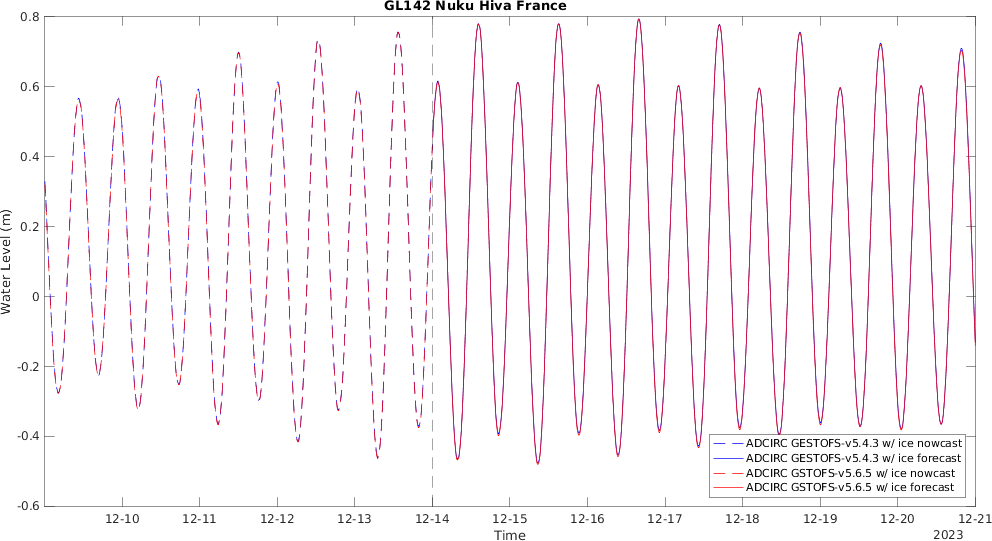 GL142 Nuku Hiva France
0.8
0.6
0.4
0.2
0
-0.2
-0.4
-0.6
Water Level (m)
ADCIRC GESTOFS-v5.4.3 w/ ice nowcast
ADCIRC GESTOFS-v5.4.3 w/ ice forecast
ADCIRC GSTOFS-v5.6.5 w/ ice nowcast
ADCIRC GSTOFS-v5.6.5 w/ ice forecast
12-10 12-11 12-12 12-13 12-14 12-15 12-16 12-17 12-18 12-19 12-20 12-21
Time
2023